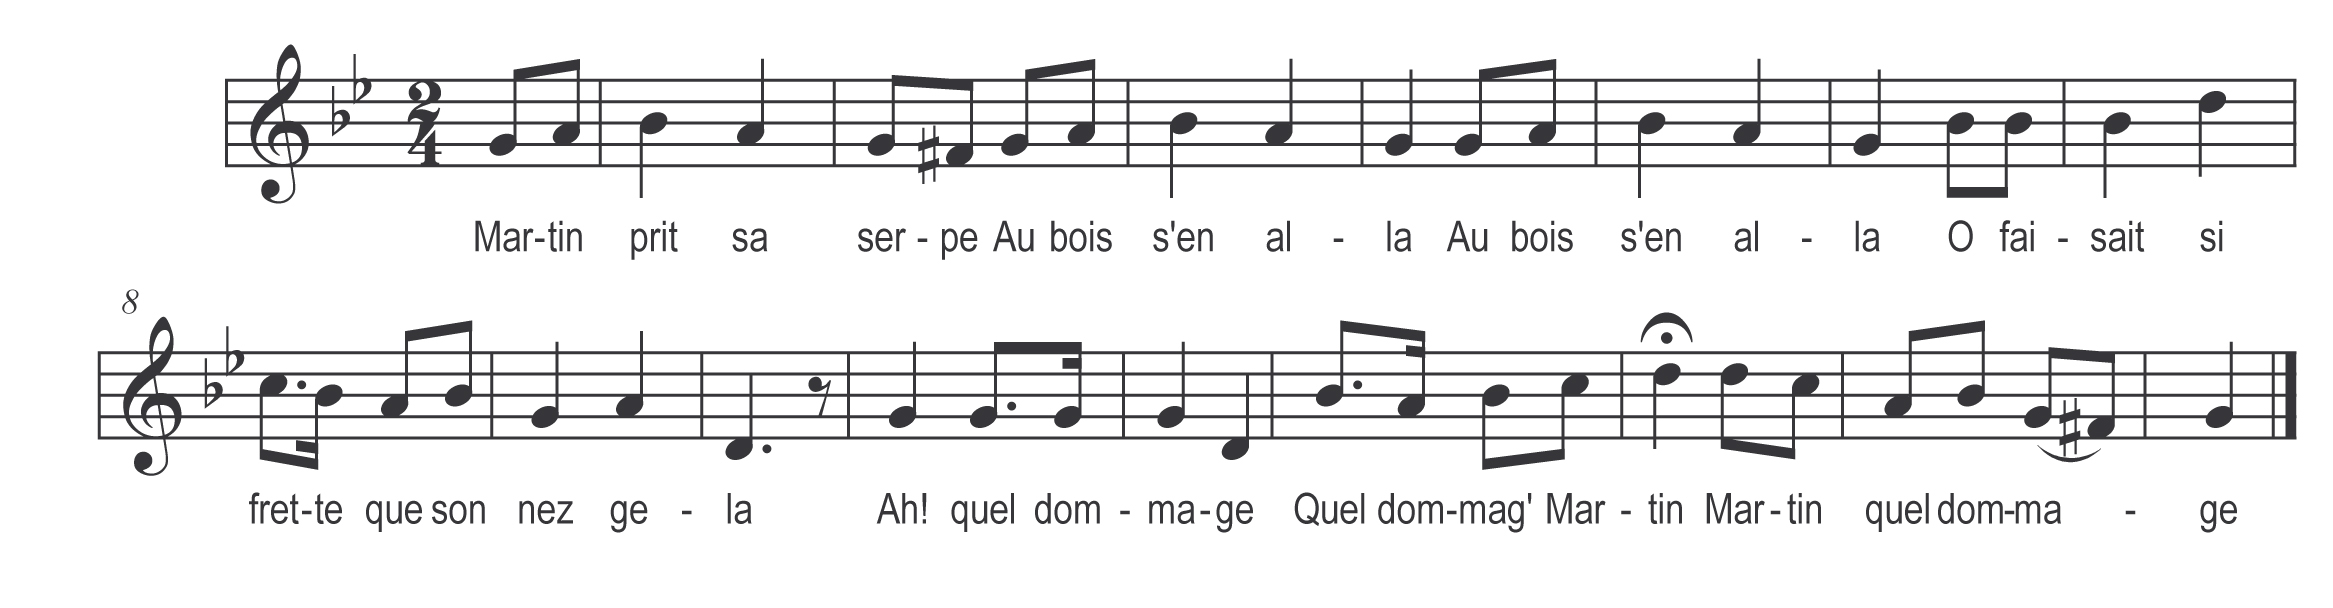 2
4
Mar-tin prit sa ser - pe Au bois s'en al - la Au bois s'en al - la O fai - sait si
8
fret-te que son nez ge - la Ah! quel dom - ma-ge Quel dom-mag' Mar - tin Mar-tin quel dom-ma - ge